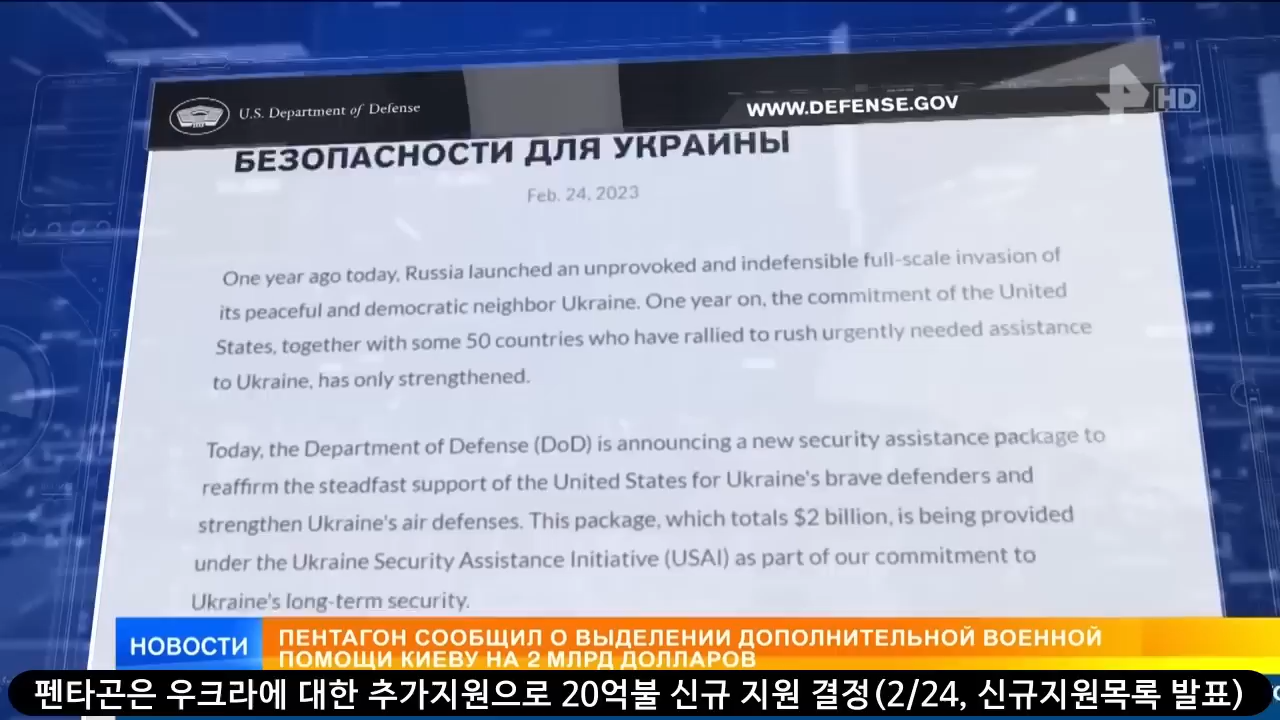 U.S. Department of Defense
WWW.DEFENSE.GOV
HD
БЕЗОПАСНОСТИ ДЛЯ УКРАИНЫ
Feb. 24, 2023
One year ago today, Russia launched an unprovoked and indefensible full-scale invasion of
its peaceful and democratic neighbor Ukraine. One year on, the commitment of the United
States, together with some 50 countries who have rallied to rush urgently needed assistance
to Ukraine, has only strengthened.
Today, the Department of Defense (DoD) is announcing a new security assistance package to
reaffirm the steadfast support of the United States for Ukraine's brave defenders and
strengthen Ukraine's air defenses. This package, which totals $2 billion, is being provided
under the Ukraine Security Assistance Initiative (USAI) as part of our commitment to
Ukraine's long-term security.
НОВОСТИ
ПЕНТАГОН СООБЩИЛ О ВЫДЕЛЕНИИ ДОПОЛНИТЕЛЬНОЙ ВОЕННОЙ
ПОМОЩИ КИЕВУ НА 2 МЛРД ДОЛЛАРОВ
펜타곤은 우크라에 대한 추가지원으로 20억불 신규 지원 결정(2/24, 신규지원목록 발표)